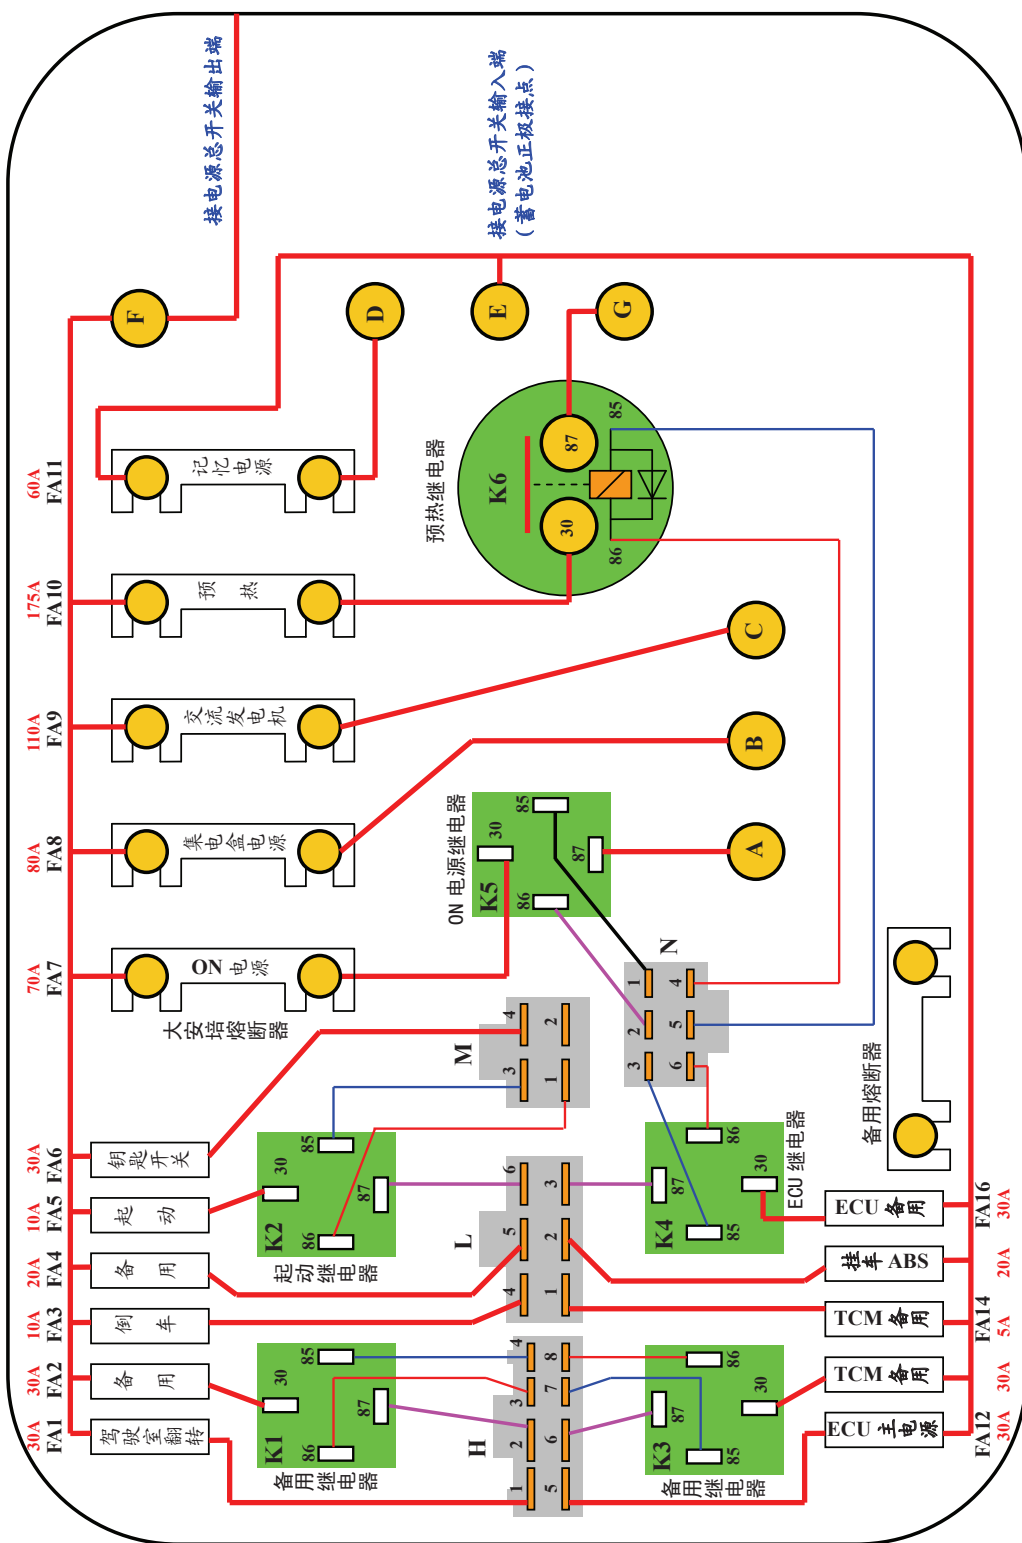 30A
FA1
驾驶室翻转
30A
FA2
备用
10A
FA3
倒车
20A
FA4
备用
10A
FA5
起动
30A
FA6
钥匙开关
70A
FA7
ON 电源
80A
FA8
集电盒电源
110A
FA9
交流发电机
175A
FA10
预热
60A
FA11
记忆电源
大安培熔断器
F
接电源总开关输出端
D
E
接电源总开关输入端
(蓄电池正极接点)
G
备用继电器
K1
86
30
85
87
起动继电器
K2
86
30
85
87
ON 电源继电器
K5
86
30
85
87
预热继电器
K6
30
87
86
85
H
1
2
3
4
5
6
7
8
L
4
5
6
1
2
3
M
3
4
1
2
N
3
2
1
6
5
4
A
B
C
备用继电器
K3
85
87
86
30
ECU 继电器
K4
85
87
86
30
备用熔断器
ECU 主电源
FA12
30A
TCM 备用
30A
TCM 备用
FA14
5A
挂车 ABS
20A
ECU 备用
FA16
30A